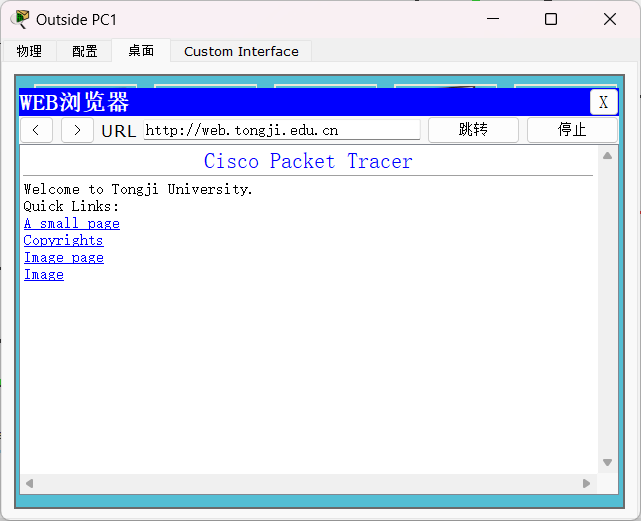 Outside PC1
物理 配置 桌面 Custom Interface
WEB浏览器 X
< > URL http://web.tongji.edu.cn 跳转 停止
Cisco Packet Tracer
Welcome to Tongji University.
Quick Links:
A small page
Copyrights
Image page
Image